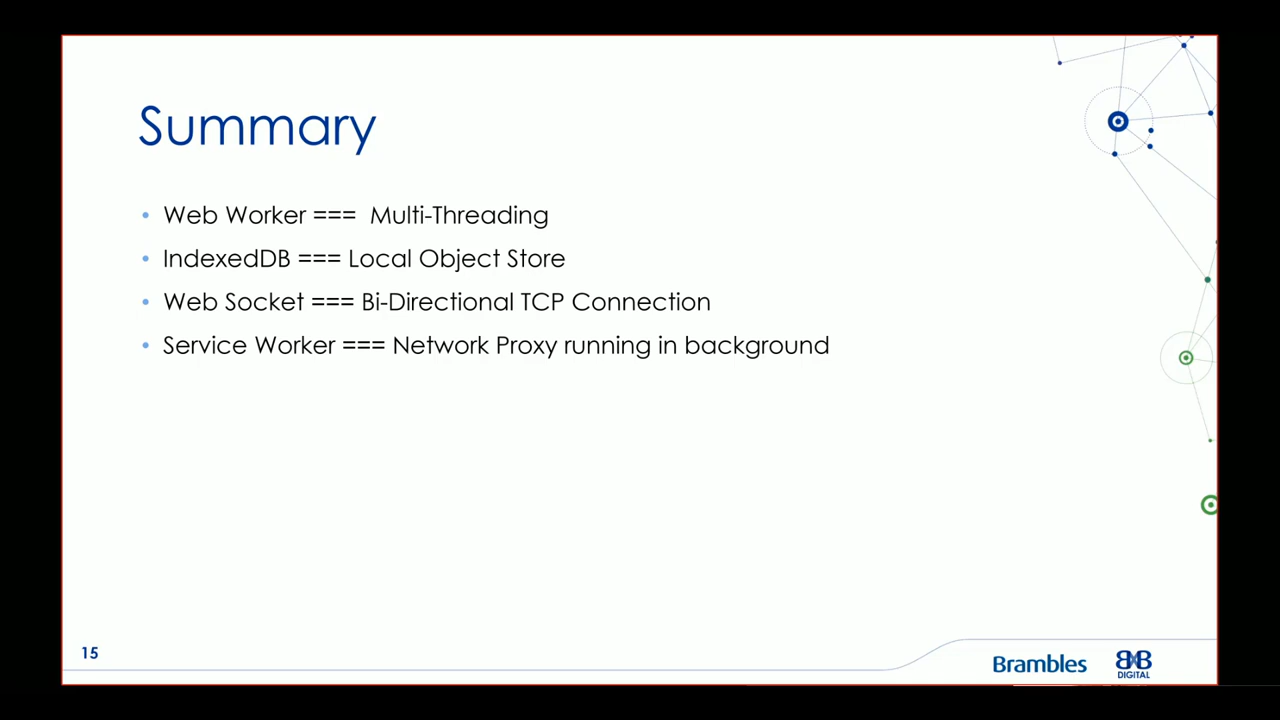 Summary
• Web Worker ===  Multi-Threading
• IndexedDB === Local Object Store
• Web Socket === Bi-Directional TCP Connection
• Service Worker === Network Proxy running in background
15
Brambles
BXB
DIGITAL